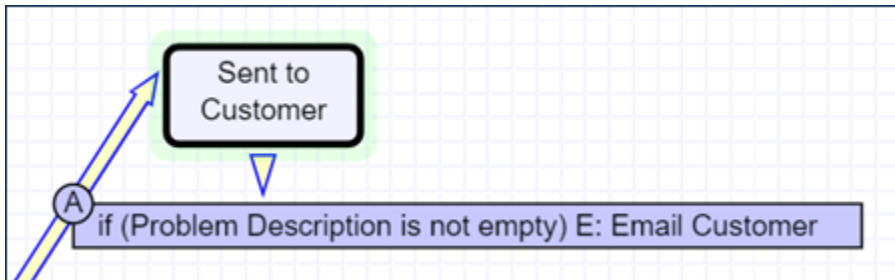 Sent to
Customer
A
if (Problem Description is not empty) E: Email Customer